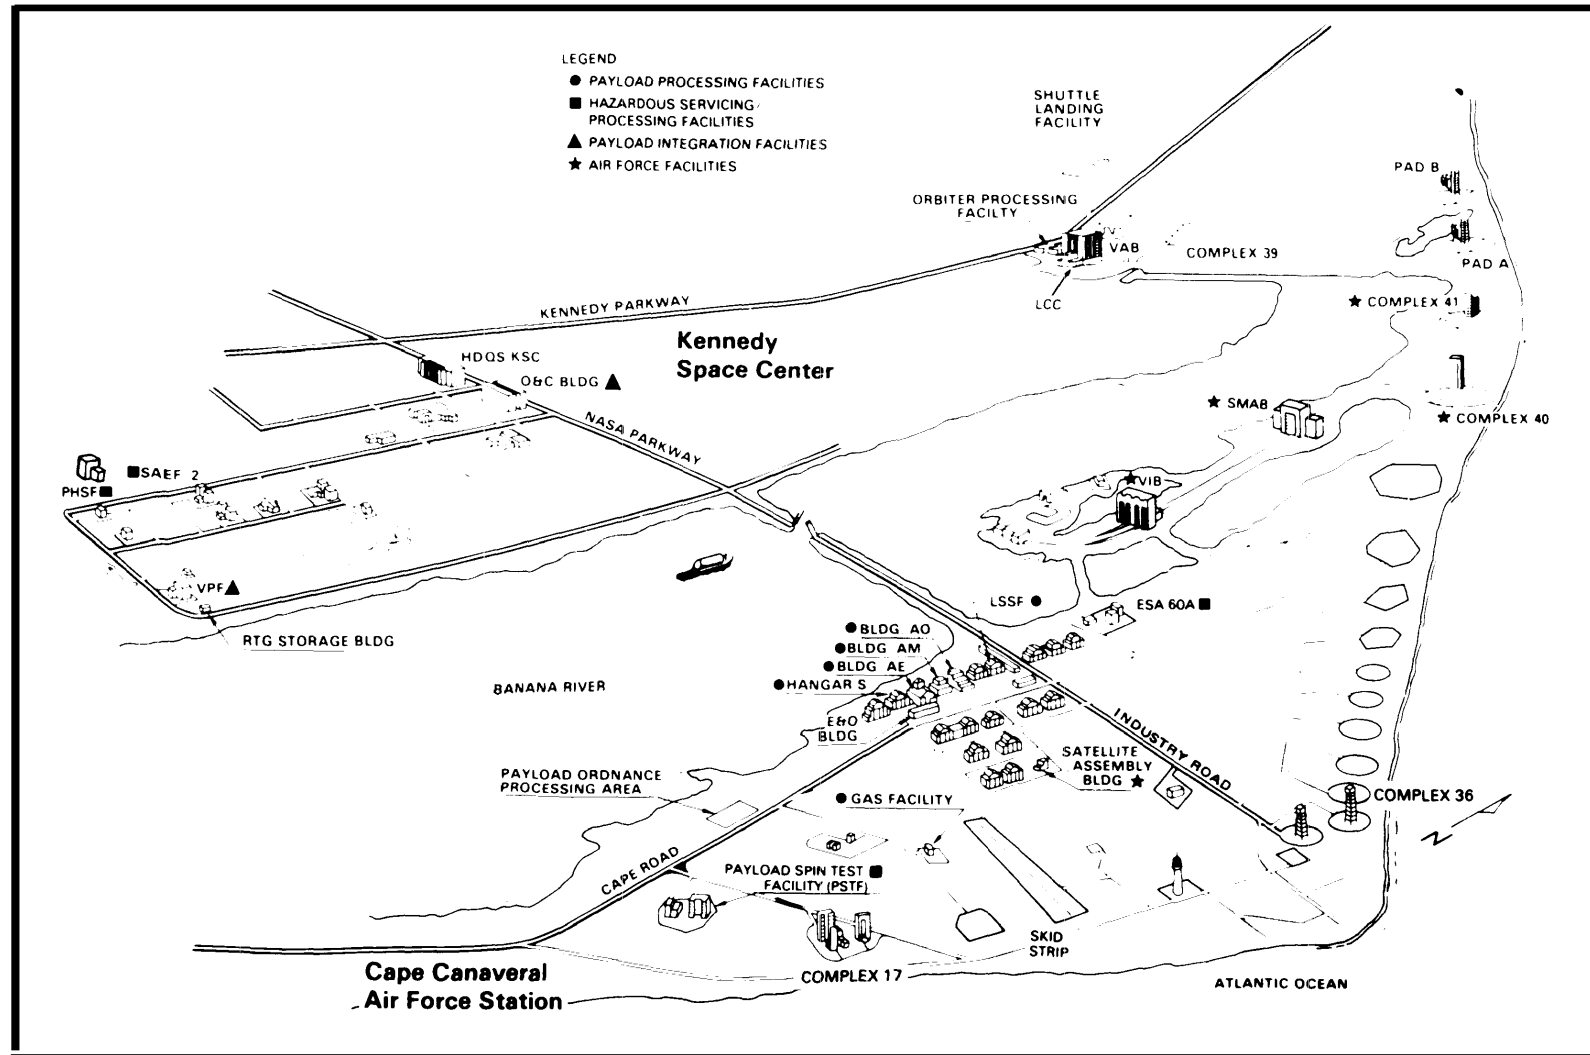 LEGEND
● PAYLOAD PROCESSING FACILITIES
■ HAZARDOUS SERVICING/
PROCESSING FACILITIES
▲ PAYLOAD INTEGRATION FACILITIES
★ AIR FORCE FACILITIES
SHUTTLE
LANDING
FACILITY
PAD B
ORBITER PROCESSING
FACILTY
VAB
COMPLEX 39
PAD A
LCC
★ COMPLEX 41
KENNEDY PARKWAY
Kennedy
Space Center
HDQS KSC
O&C BLDG ▲
NASA PARKWAY
★ SMAB
★ COMPLEX 40
■ SAEF 2
PHSF ■
★ VIB
VPF ▲
RTG STORAGE BLDG
LSSF ●
ESA 60A ■
● BLDG AO
● BLDG AM
● BLDG AE
● HANGAR S
E&O
BLDG
BANANA RIVER
INDUSTRY ROAD
SATELLITE
ASSEMBLY
BLDG ★
PAYLOAD ORDNANCE
PROCESSING AREA
● GAS FACILITY
COMPLEX 36
N
CAPE ROAD
PAYLOAD SPIN TEST ■
FACILITY (PSTF)
SKID
STRIP
COMPLEX 17
Cape Canaveral
Air Force Station
ATLANTIC OCEAN